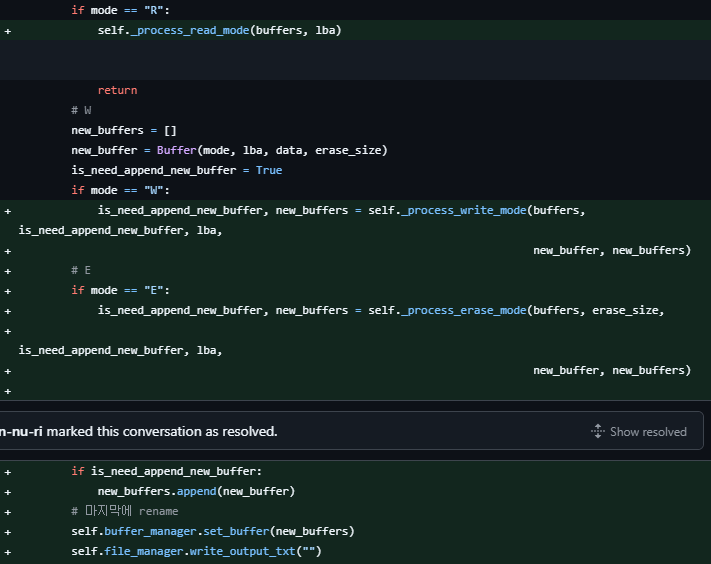 if mode == "R":
+            self._process_read_mode(buffers, lba)
            return
        # W
        new_buffers = []
        new_buffer = Buffer(mode, lba, data, erase_size)
        is_need_append_new_buffer = True
        if mode == "W":
+            is_need_append_new_buffer, new_buffers = self._process_write_mode(buffers,
is_need_append_new_buffer, lba,
+                                                                              new_buffer, new_buffers)
+        # E
+        if mode == "E":
+            is_need_append_new_buffer, new_buffers = self._process_erase_mode(buffers, erase_size,
+
is_need_append_new_buffer, lba,
+                                                                              new_buffer, new_buffers)
+
n-nu-ri marked this conversation as resolved. Show resolved
+        if is_need_append_new_buffer:
+            new_buffers.append(new_buffer)
+        # 마지막에 rename
+        self.buffer_manager.set_buffer(new_buffers)
+        self.file_manager.write_output_txt("")